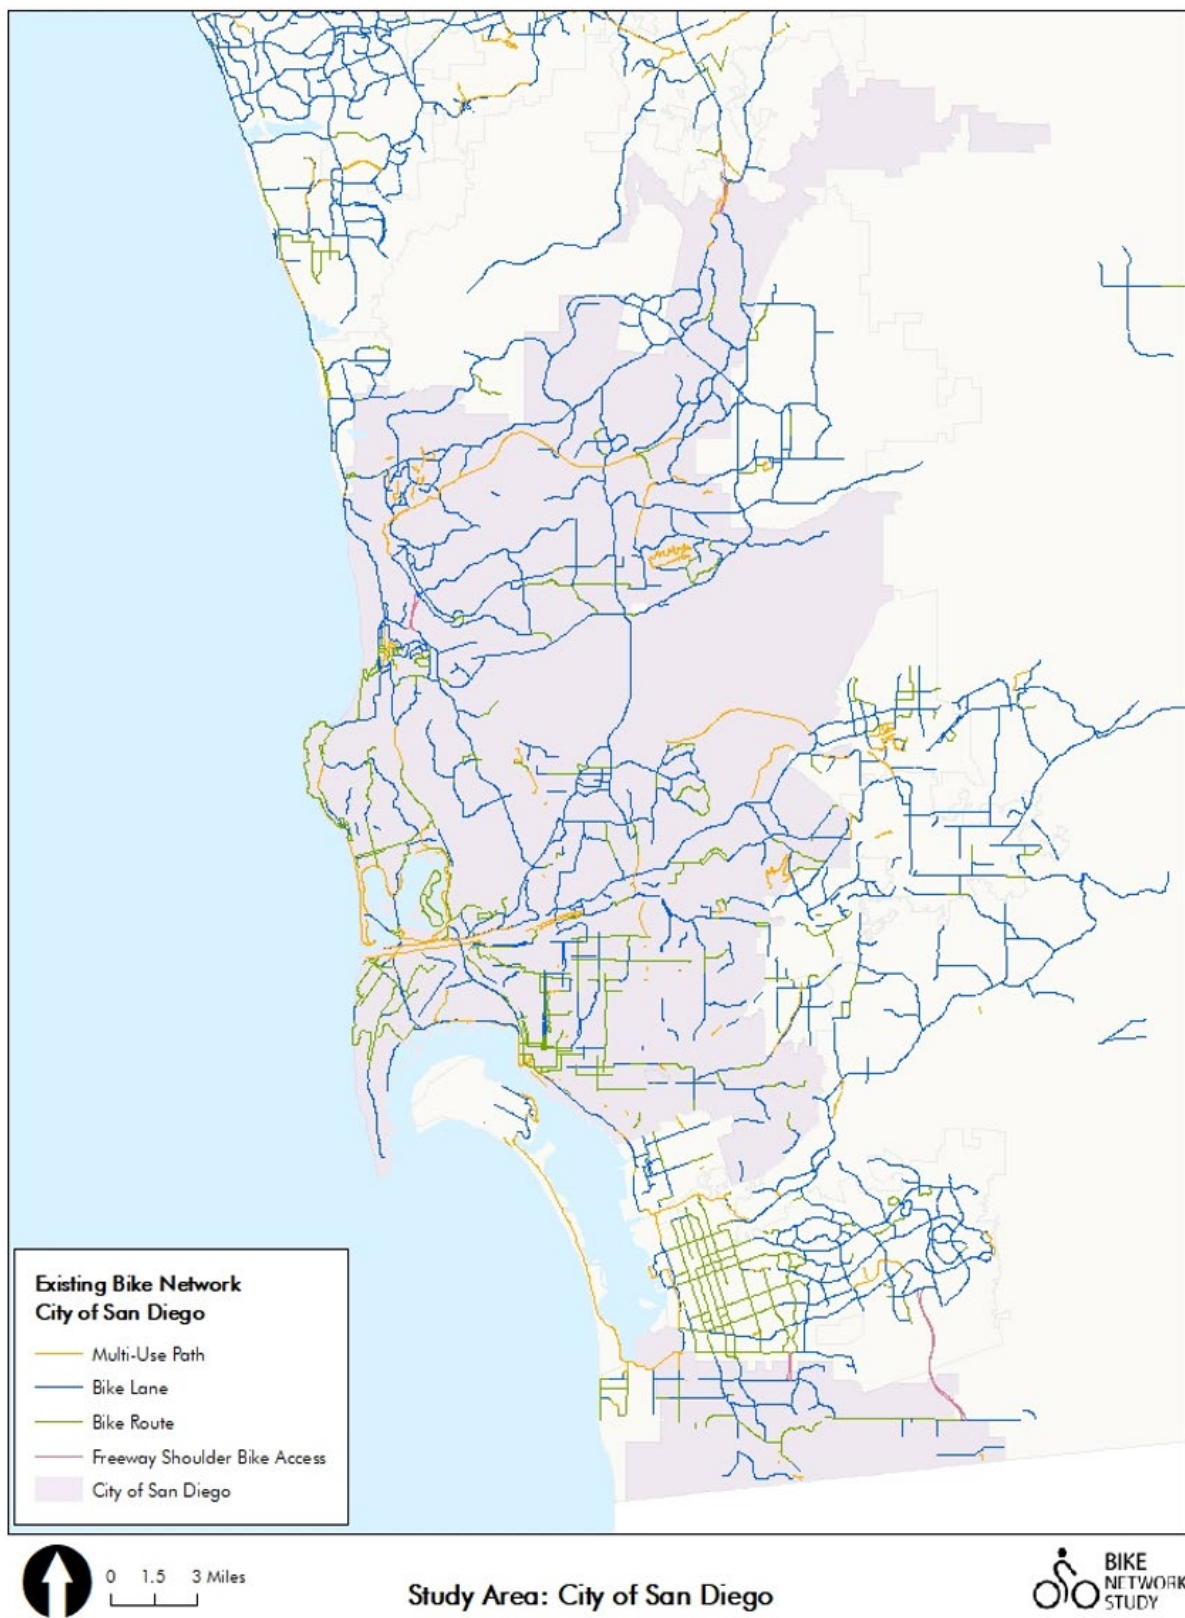 Existing Bike Network
City of San Diego
Multi-Use Path
Bike Lane
Bike Route
Freeway Shoulder Bike Access
City of San Diego
0 1.5 3 Miles
Study Area: City of San Diego
BIKE
NETWORK
STUDY